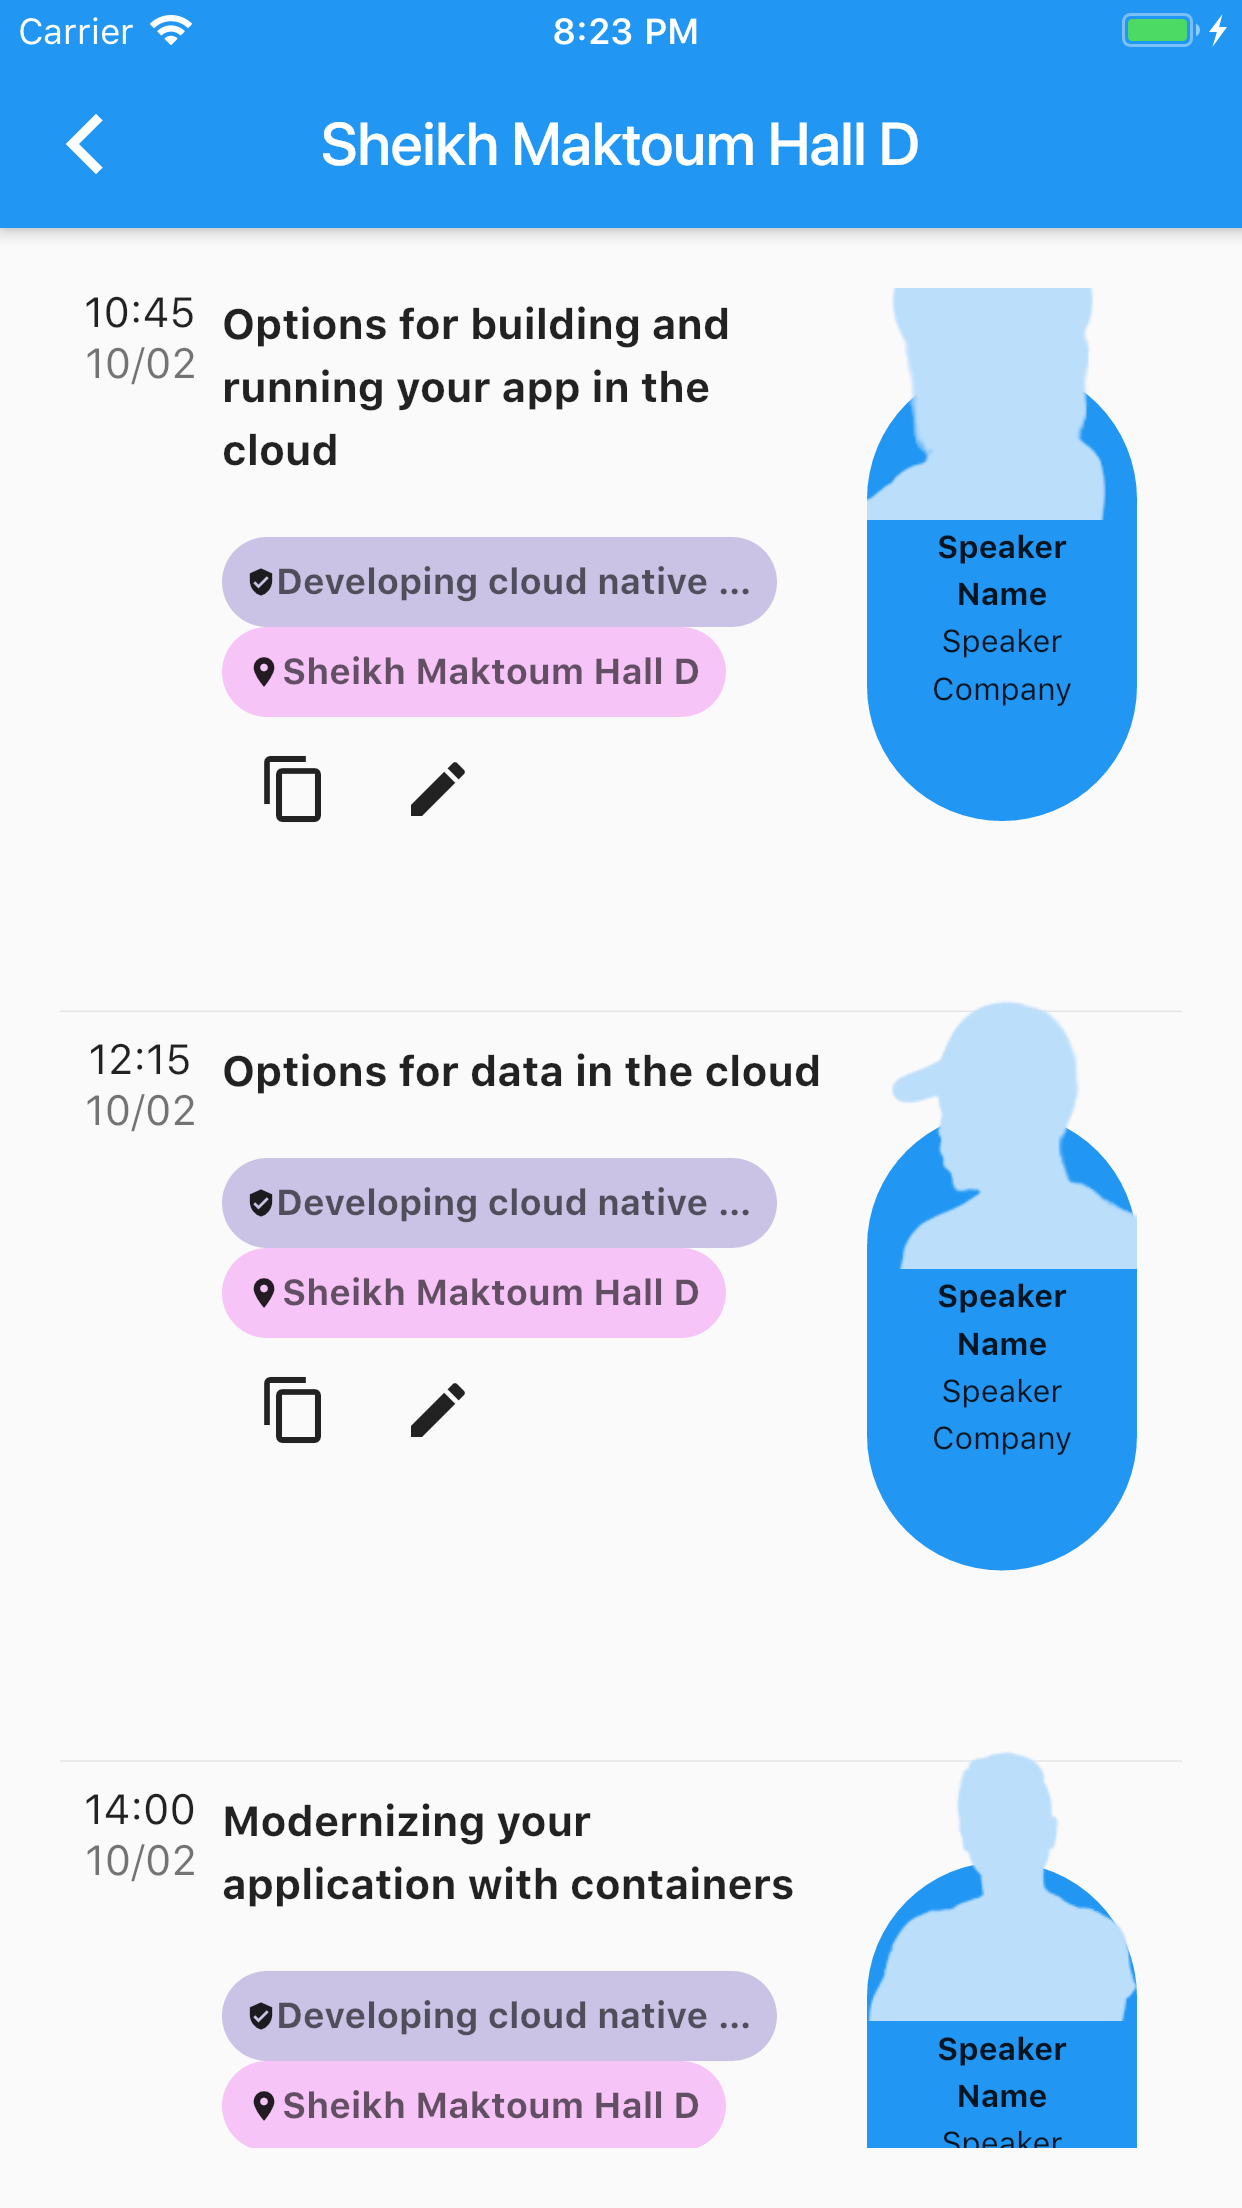 Carrier 8:23 PM
Sheikh Maktoum Hall D
10:45
10/02
Options for building and
running your app in the
cloud
Developing cloud native ...
Sheikh Maktoum Hall D
Speaker
Name
Speaker
Company
12:15
10/02
Options for data in the cloud
Developing cloud native ...
Sheikh Maktoum Hall D
Speaker
Name
Speaker
Company
14:00
10/02
Modernizing your
application with containers
Developing cloud native ...
Sheikh Maktoum Hall D
Speaker
Name
Speaker